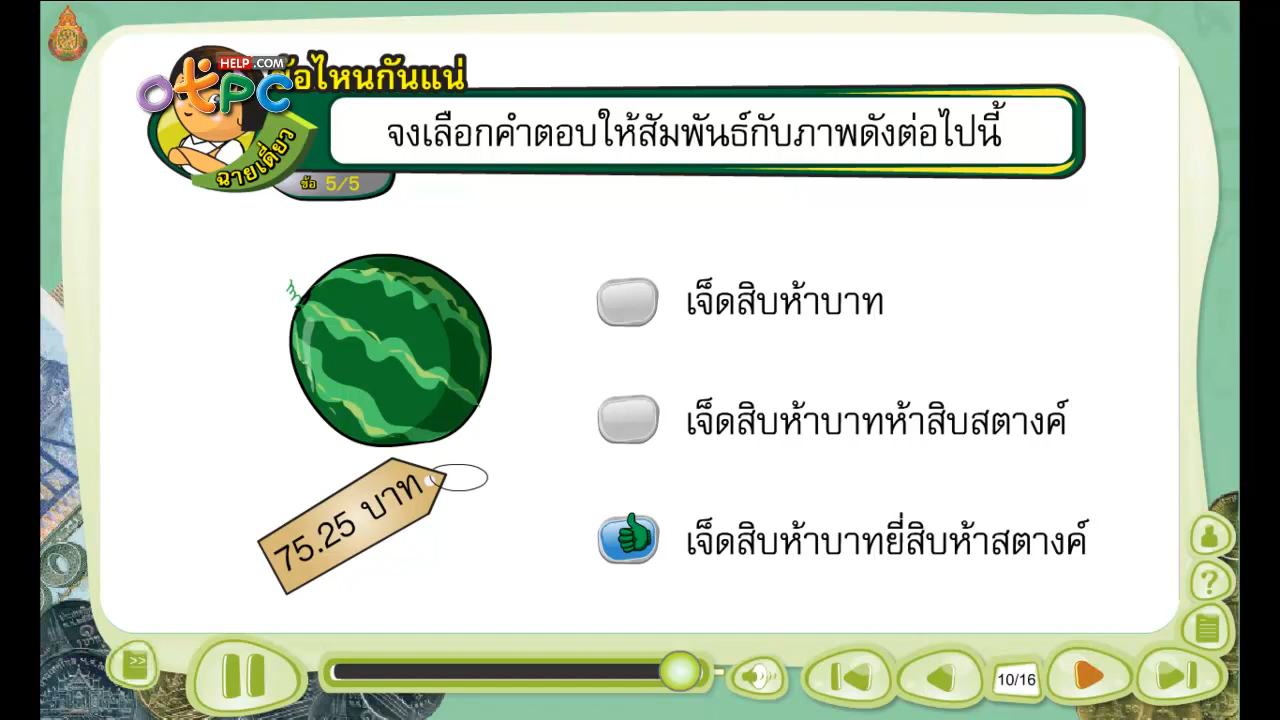 HELP.COM
OTPC
ข้อไหนกันแน่
จงเลือกคำตอบให้สัมพันธ์กับภาพดังต่อไปนี้
ฉายเดี่ยว
ข้อ 5/5
เจ็ดสิบห้าบาท
เจ็ดสิบห้าบาทห้าสิบสตางค์
75.25 บาท
เจ็ดสิบห้าบาทยี่สิบห้าสตางค์
?
>>
10/16